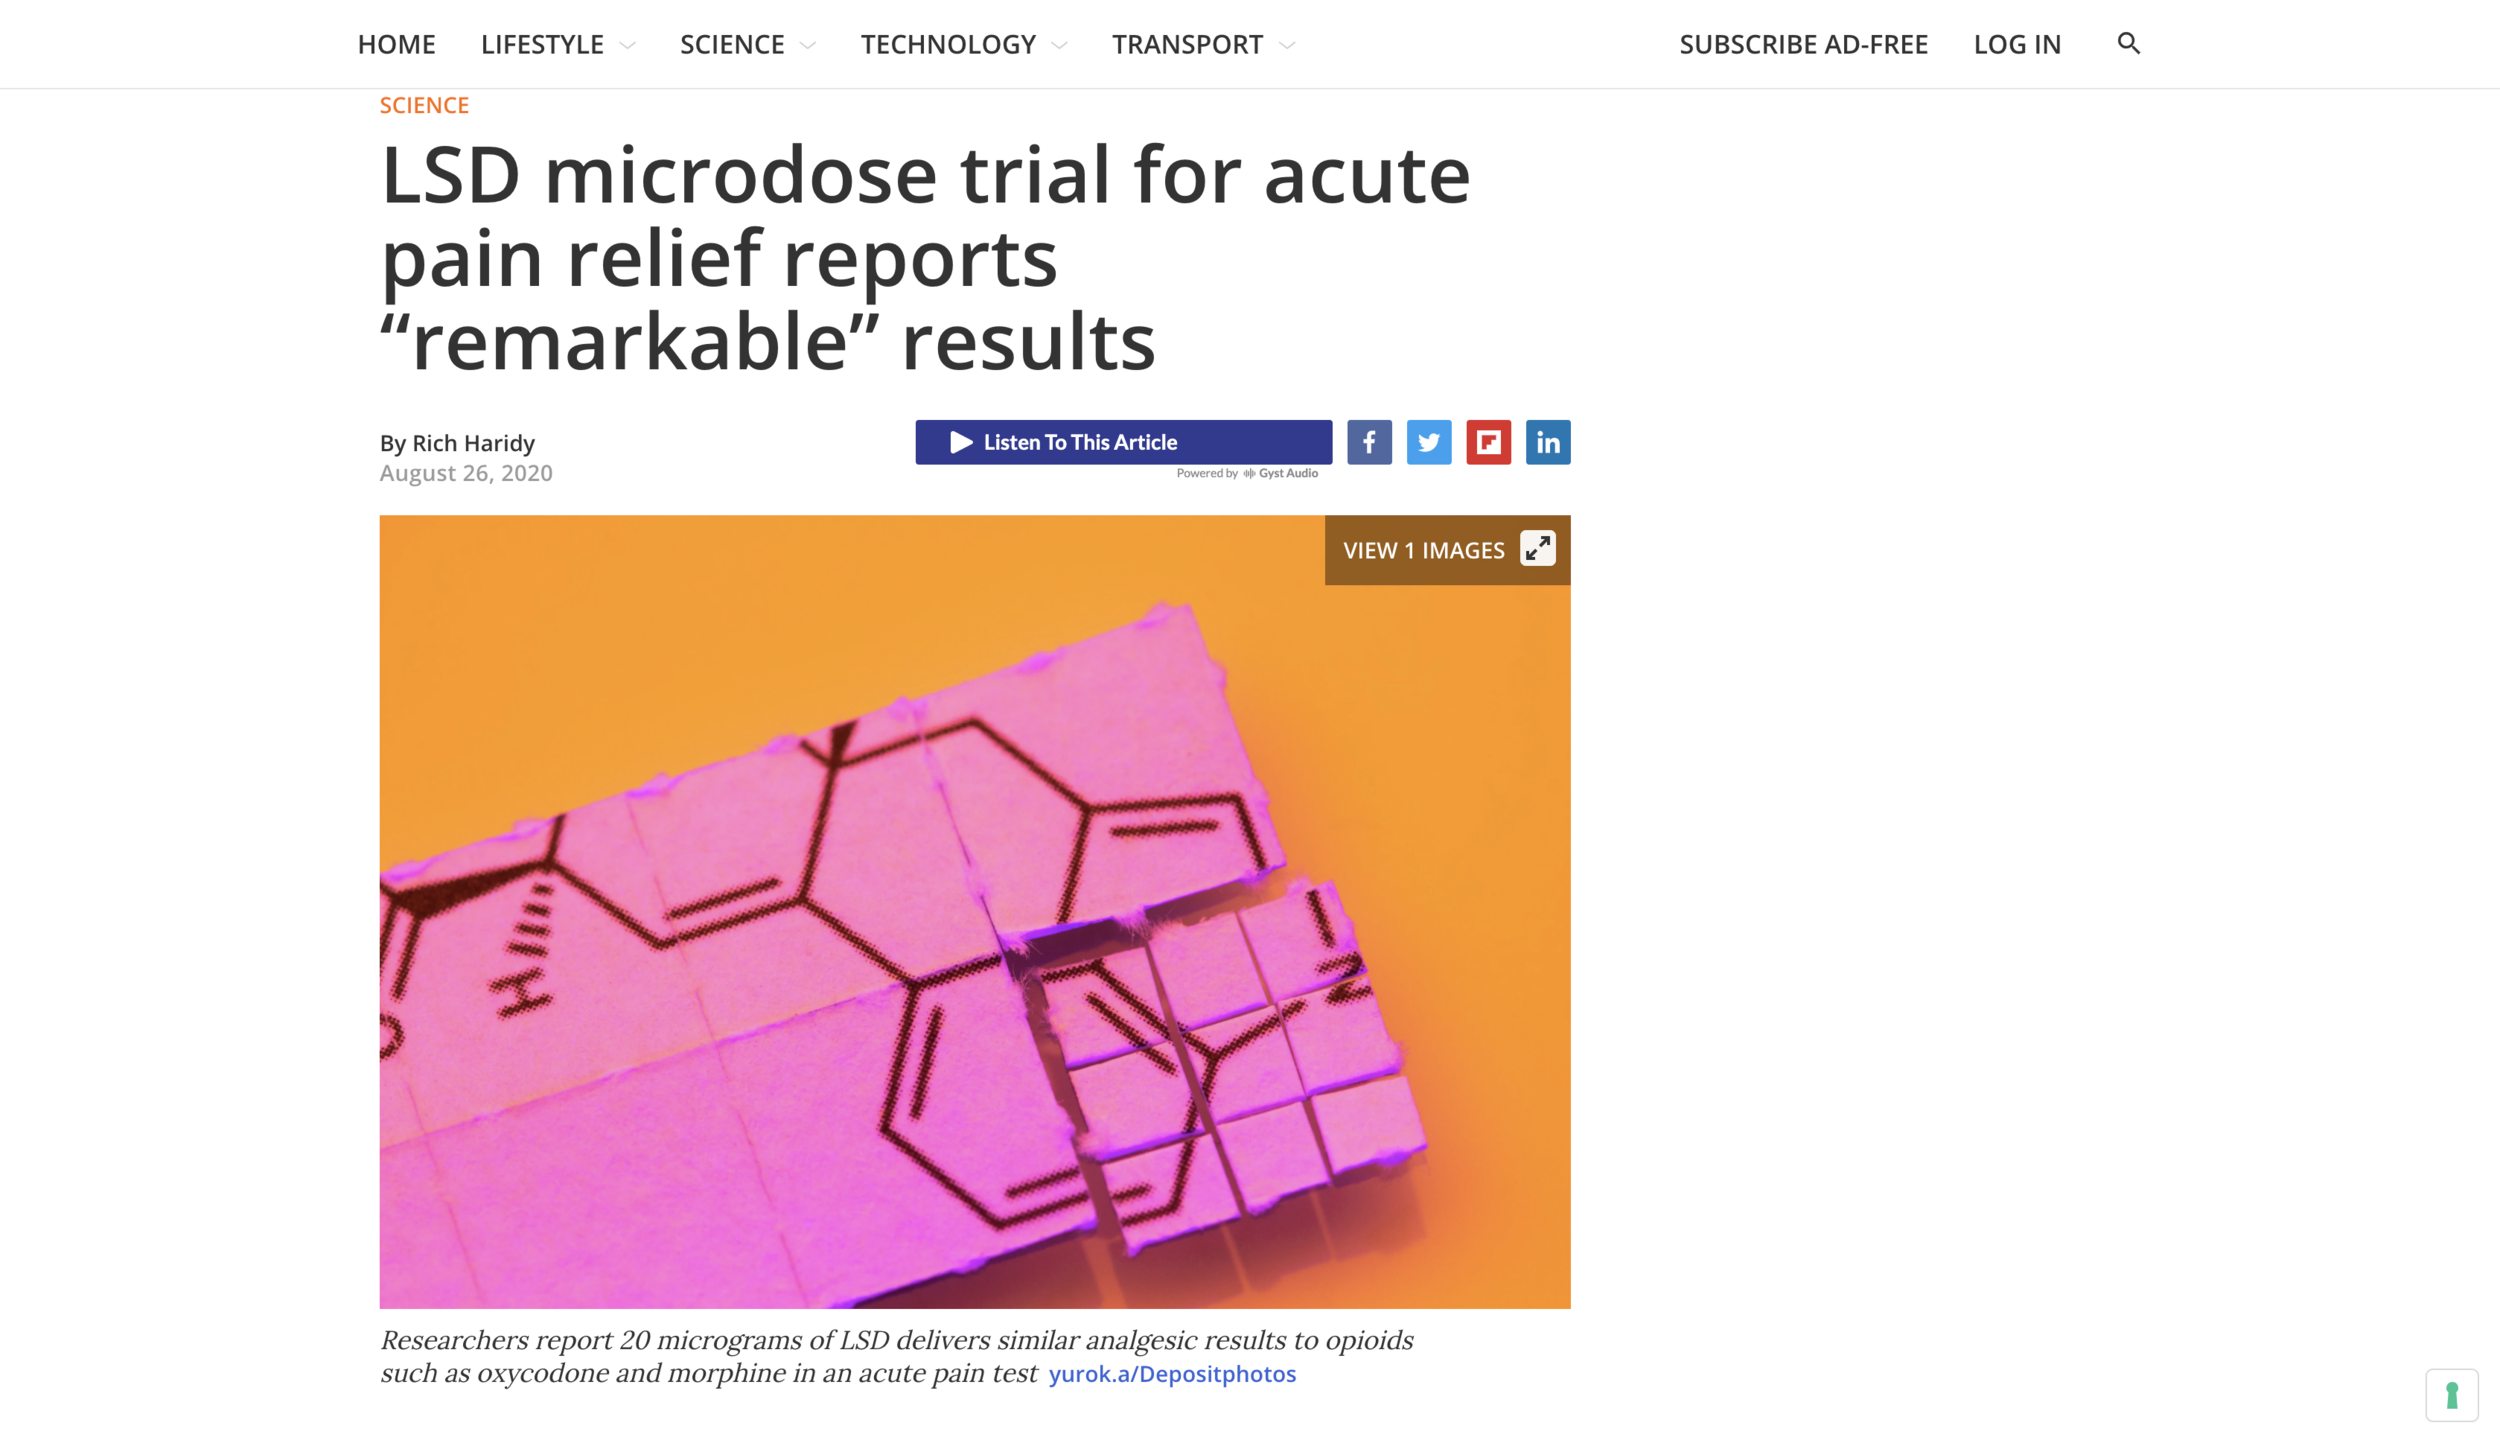 HOME LIFESTYLE SCIENCE TECHNOLOGY TRANSPORT SUBSCRIBE AD-FREE LOG IN
SCIENCE
LSD microdose trial for acute
pain relief reports
“remarkable” results
By Rich Haridy
August 26, 2020
Listen To This Article
Powered by Gyst Audio
VIEW 1 IMAGES
H
Researchers report 20 micrograms of LSD delivers similar analgesic results to opioids
such as oxycodone and morphine in an acute pain test yurok.a/Depositphotos